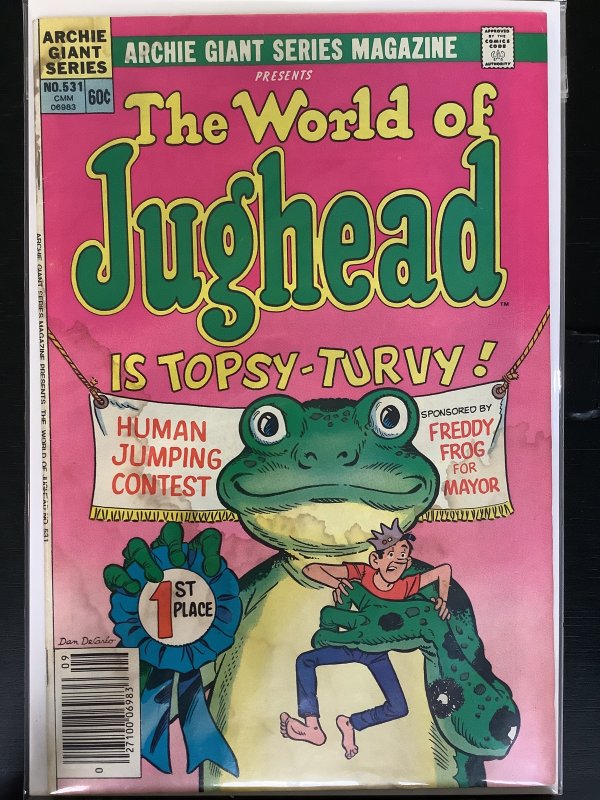 ARCHIE
GIANT
SERIES
NO.531
CMM
06983
60¢
ARCHIE GIANT SERIES MAGAZINE
PRESENTS
APPROVED
BY THE
COMICS
CODE
AUTHORITY
The World of
Jughead
TM
IS TOPSY-TURVY!
HUMAN
JUMPING
CONTEST
SPONSORED BY
FREDDY
FROG
FOR
MAYOR
1ST
PLACE
Dan DeCarlo
09
27100 06983
0
ARCHIE GIANT SERIES MAGAZINE PRESENTS THE WORLD OF JUGHEAD NO. 531